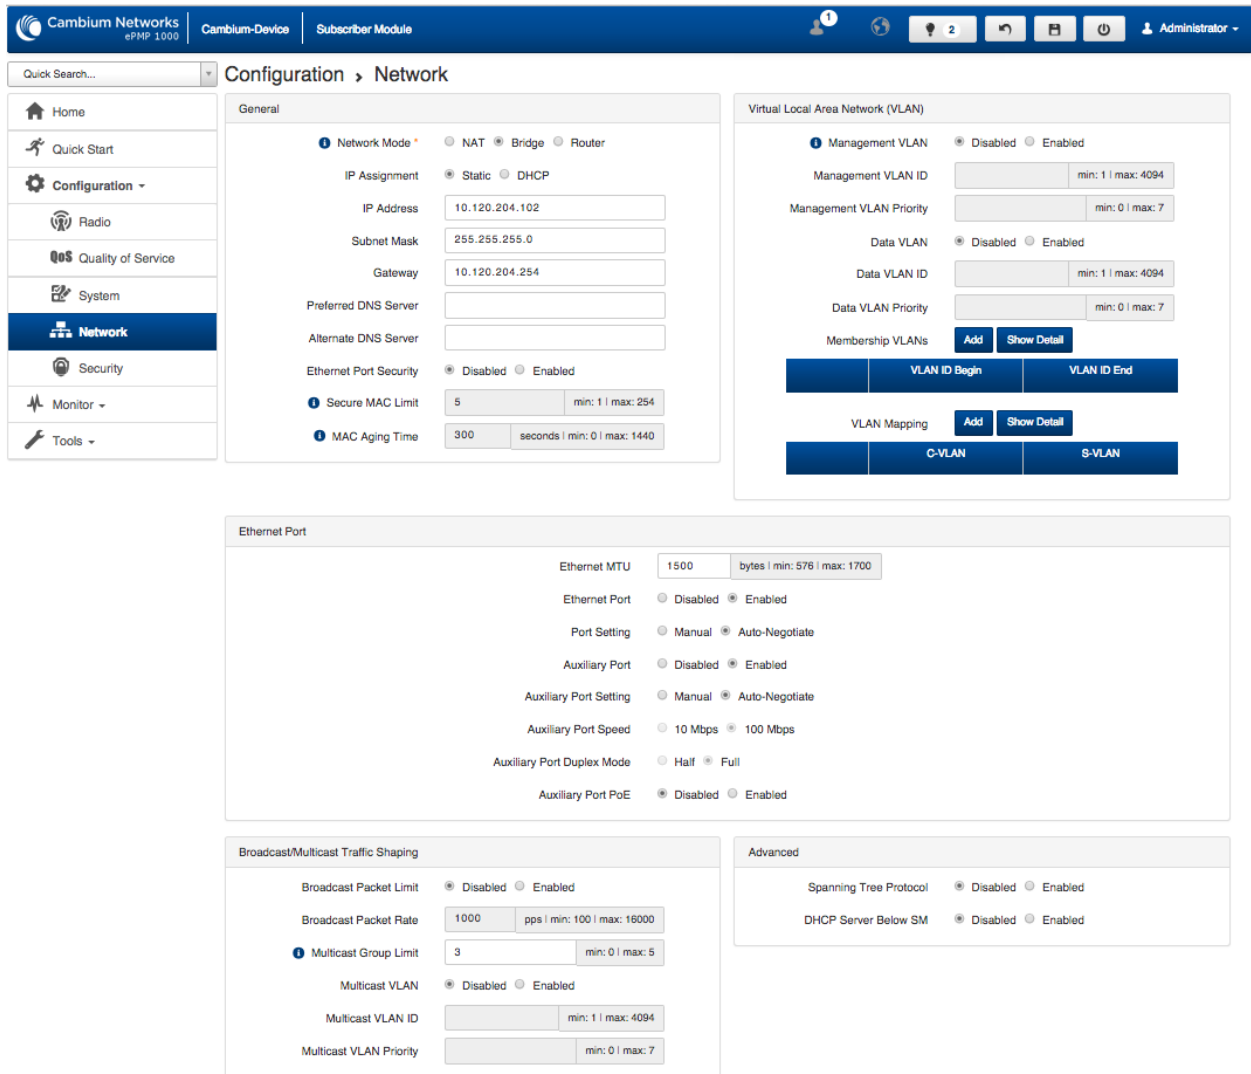 Cambium Networks
ePMP 1000
Cambium-Device
Subscriber Module
1
2
Administrator
Quick Search...
Home
Quick Start
Configuration
Radio
QoS Quality of Service
System
Network
Security
Monitor
Tools
Configuration › Network
General
Network Mode * NAT Bridge Router
IP Assignment Static DHCP
IP Address 10.120.204.102
Subnet Mask 255.255.255.0
Gateway 10.120.204.254
Preferred DNS Server
Alternate DNS Server
Ethernet Port Security Disabled Enabled
Secure MAC Limit 5 min: 1 | max: 254
MAC Aging Time 300 seconds | min: 0 | max: 1440
Virtual Local Area Network (VLAN)
Management VLAN Disabled Enabled
Management VLAN ID min: 1 | max: 4094
Management VLAN Priority min: 0 | max: 7
Data VLAN Disabled Enabled
Data VLAN ID min: 1 | max: 4094
Data VLAN Priority min: 0 | max: 7
Membership VLANs Add Show Detail
VLAN ID Begin VLAN ID End
VLAN Mapping Add Show Detail
C-VLAN S-VLAN
Ethernet Port
Ethernet MTU 1500 bytes | min: 576 | max: 1700
Ethernet Port Disabled Enabled
Port Setting Manual Auto-Negotiate
Auxiliary Port Disabled Enabled
Auxiliary Port Setting Manual Auto-Negotiate
Auxiliary Port Speed 10 Mbps 100 Mbps
Auxiliary Port Duplex Mode Half Full
Auxiliary Port PoE Disabled Enabled
Broadcast/Multicast Traffic Shaping
Broadcast Packet Limit Disabled Enabled
Broadcast Packet Rate 1000 pps | min: 100 | max: 16000
Multicast Group Limit 3 min: 0 | max: 5
Multicast VLAN Disabled Enabled
Multicast VLAN ID min: 1 | max: 4094
Multicast VLAN Priority min: 0 | max: 7
Advanced
Spanning Tree Protocol Disabled Enabled
DHCP Server Below SM Disabled Enabled